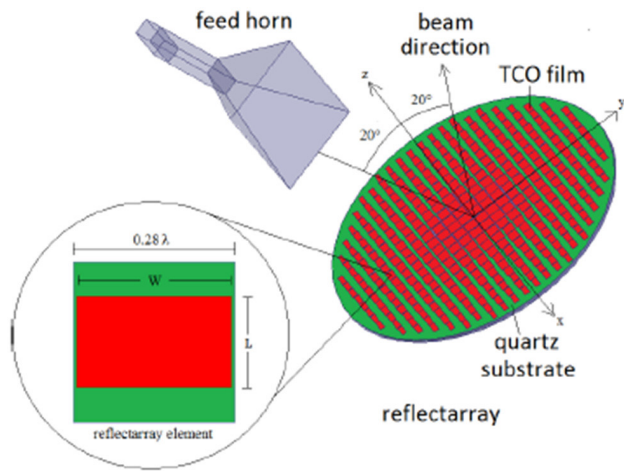 feed horn
beam
direction
TCO film
z
y
20°
20°
0.28 λ
W
L
x
quartz
substrate
reflectarray element
reflectarray